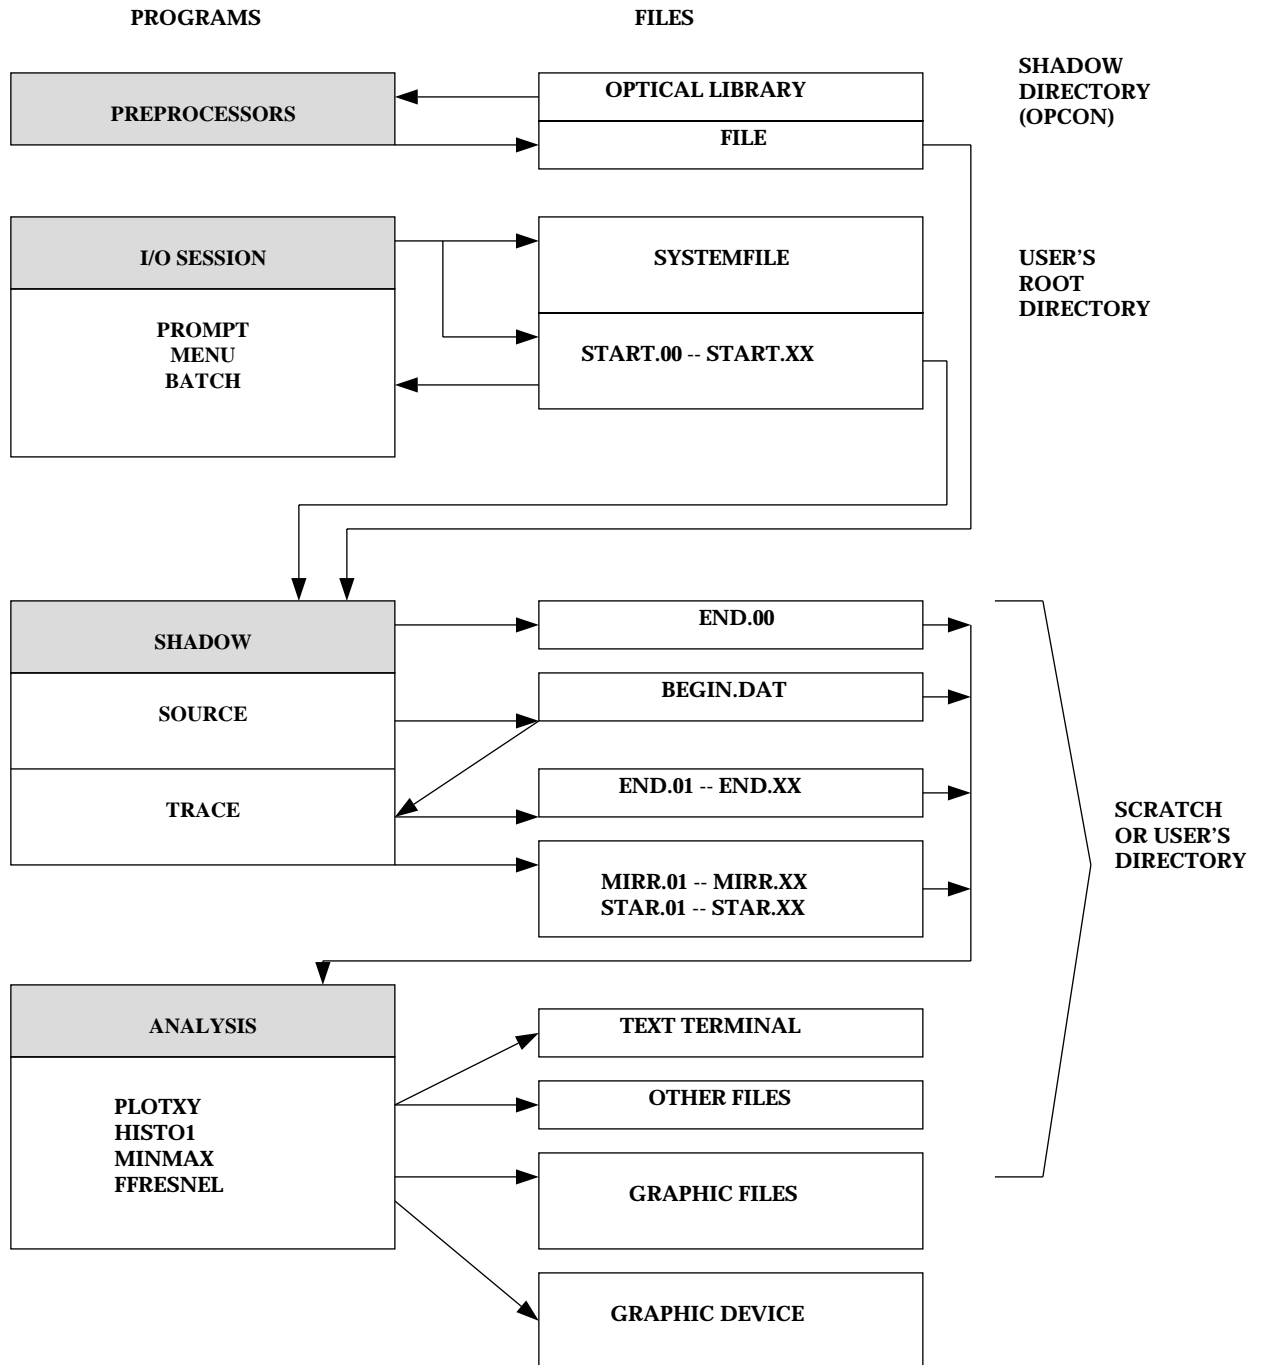 PROGRAMS
FILES
SHADOW
DIRECTORY
(OPCON)
PREPROCESSORS
OPTICAL LIBRARY
FILE
I/O SESSION
PROMPT
MENU
BATCH
SYSTEMFILE
START.00 -- START.XX
USER'S
ROOT
DIRECTORY
SHADOW
SOURCE
TRACE
END.00
BEGIN.DAT
END.01 -- END.XX
MIRR.01 -- MIRR.XX
STAR.01 -- STAR.XX
SCRATCH
OR USER'S
DIRECTORY
ANALYSIS
PLOTXY
HISTO1
MINMAX
FFRESNEL
TEXT TERMINAL
OTHER FILES
GRAPHIC FILES
GRAPHIC DEVICE